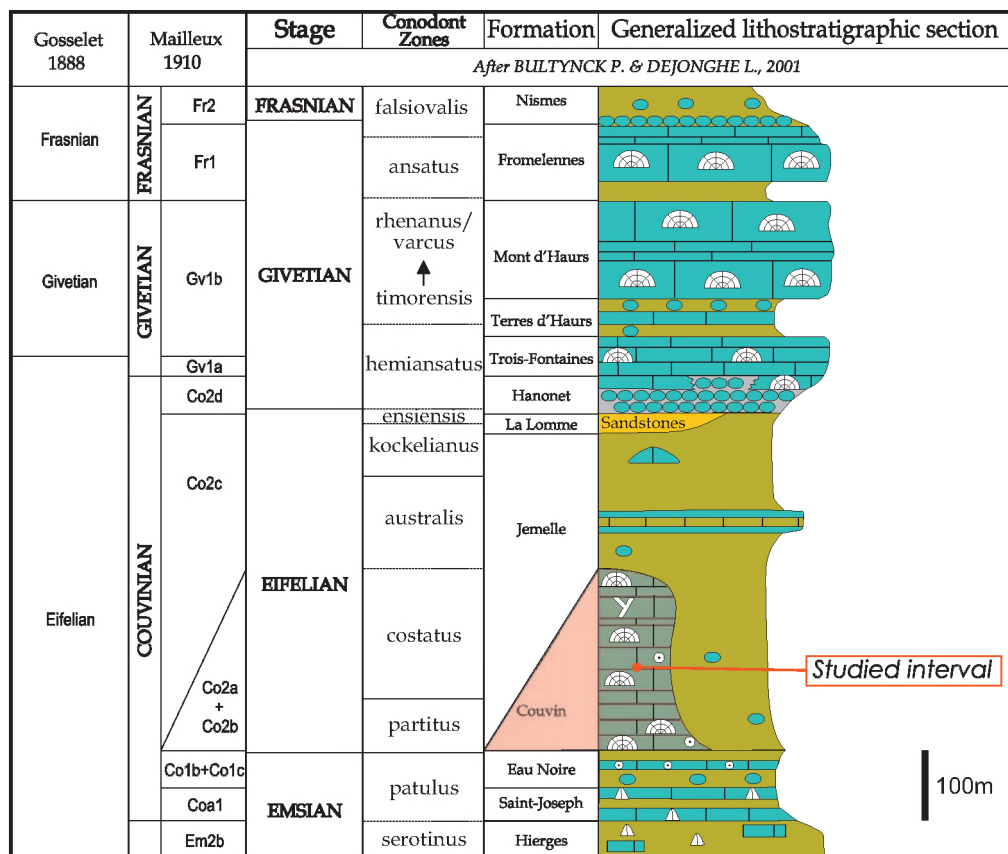 Gosselet
1888
Mailleux
1910
Stage
Conodont
Zones
Formation
Generalized lithostratigraphic section
After BULTYNCK P. & DEJONGHE L., 2001
Frasnian
Givetian
Eifelian
FRASNIAN
GIVETIAN
COUVINIAN
Fr2
Fr1
Gv1b
Gv1a
Co2d
Co2c
Co2a
+
Co2b
Co1b+Co1c
Coa1
Em2b
FRASNIAN
GIVETIAN
EIFELIAN
EMSIAN
falsiovalis
ansatus
rhenanus/
varcus
timorensis
hemiansatus
ensiensis
kockelianus
australis
costatus
partitus
patulus
serotinus
Nismes
Fromelennes
Mont d'Haurs
Terres d'Haurs
Trois-Fontaines
Hanonet
La Lomme
Jemelle
Couvin
Eau Noire
Saint-Joseph
Hierges
Sandstones
Studied interval
100m